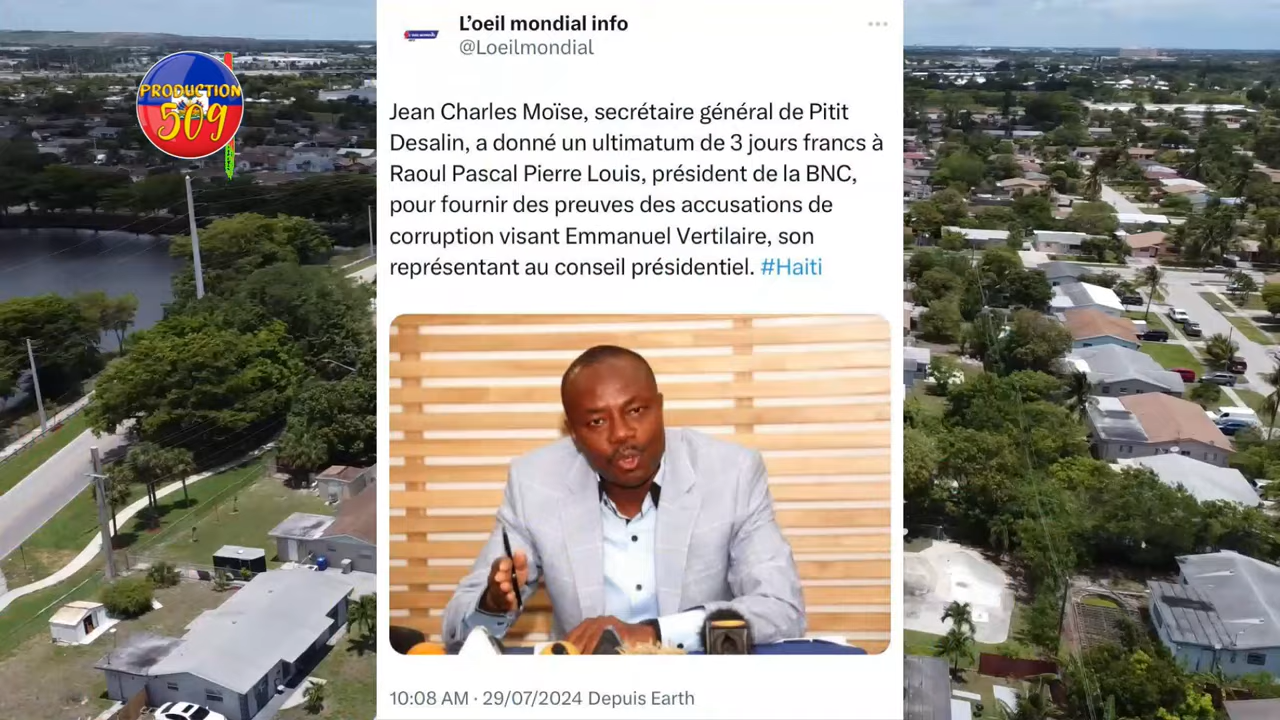 PRODUCTION
509
L'oeil mondial info
@Loeilmondial
Jean Charles Moïse, secrétaire général de Pitit
Desalin, a donné un ultimatum de 3 jours francs à
Raoul Pascal Pierre Louis, président de la BNC,
pour fournir des preuves des accusations de
corruption visant Emmanuel Vertilaire, son
représentant au conseil présidentiel. #Haiti
10:08 AM · 29/07/2024 Depuis Earth